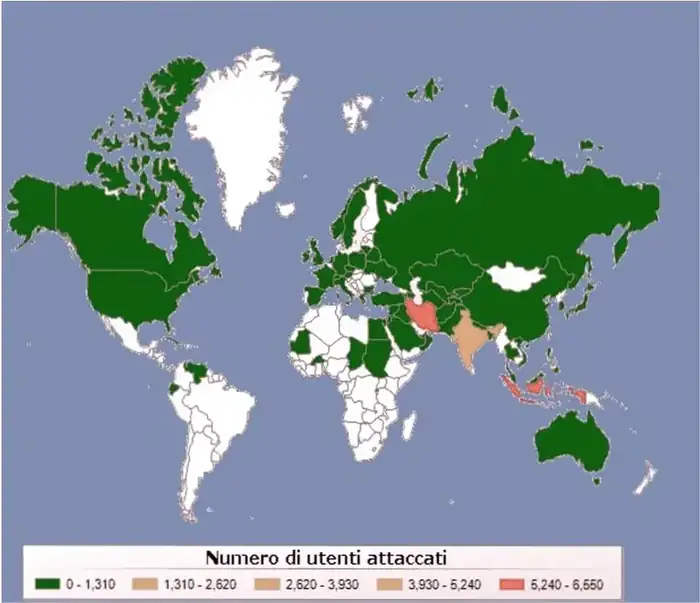 Numero di utenti attaccati
0 - 1,310 1,310 - 2,620 2,620 - 3,930 3,930 - 5,240 5,240 - 6,550